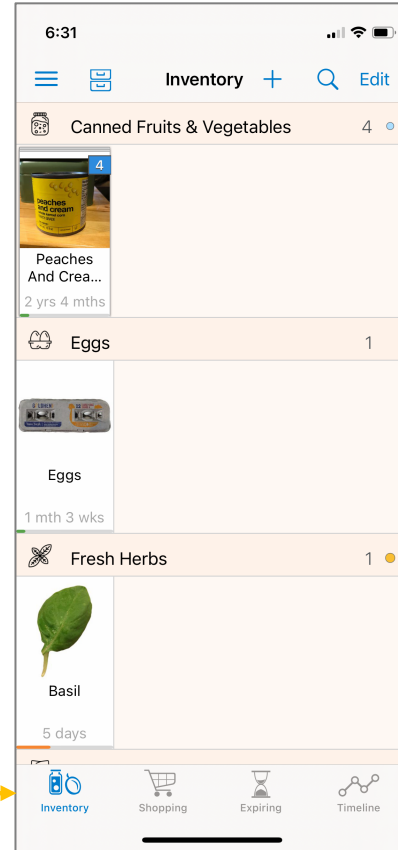 6:31
Inventory + Edit
Canned Fruits & Vegetables 4
4
peaches
and cream
Peaches
And Crea...
2 yrs 4 mths
Eggs 1
Eggs
1 mth 3 wks
Fresh Herbs 1
Basil
5 days
Inventory Shopping Expiring Timeline